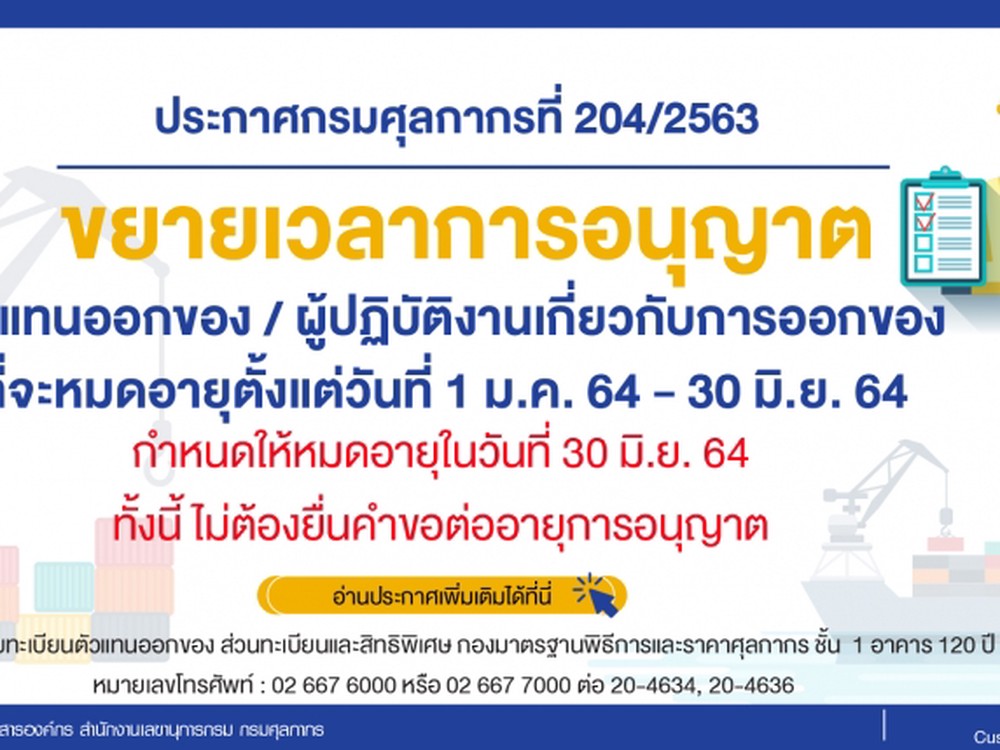 ประกาศกรมศุลกากรที่ 204/2563
ขยายเวลาการอนุญาต
แทนออกของ / ผู้ปฏิบัติงานเกี่ยวกับการออกของ
ที่จะหมดอายุตั้งแต่วันที่ 1 ม.ค. 64 - 30 มิ.ย. 64
กำหนดให้หมดอายุในวันที่ 30 มิ.ย. 64
ทั้งนี้ ไม่ต้องยื่นคำขอต่ออายุการอนุญาต
อ่านประกาศเพิ่มเติมได้ที่นี่
ทะเบียนตัวแทนออกของ ส่วนทะเบียนและสิทธิพิเศษ กองมาตรฐานพิธีการและราคาศุลกากร ชั้น 1 อาคาร 120 ปี
หมายเลขโทรศัพท์ : 02 667 6000 หรือ 02 667 7000 ต่อ 20-4634, 20-4636
สารองค์กร สำนักงานเลขานุการกรม กรมศุลกากร
Cus